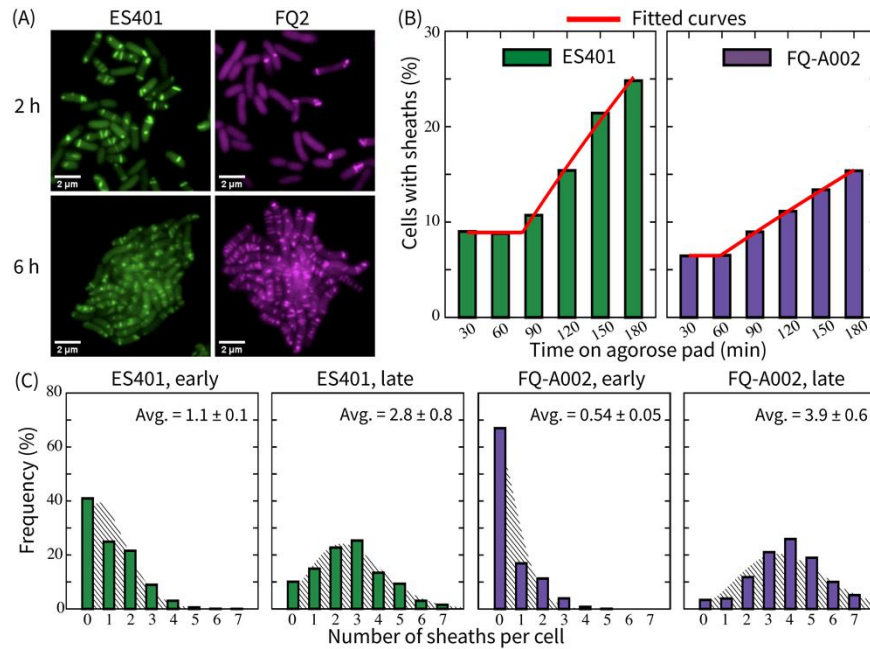 (A) ES401 FQ2
2 h
2 μm
2 μm
6 h
2 μm
2 μm
(B) Fitted curves
ES401
FQ-A002
Cells with sheaths (%)
30
20
10
0
30 60 90 120 150 180
30 60 90 120 150 180
Time on agorose pad (min)
(C) ES401, early ES401, late FQ-A002, early FQ-A002, late
Avg. = 1.1 ± 0.1
Avg. = 2.8 ± 0.8
Avg. = 0.54 ± 0.05
Avg. = 3.9 ± 0.6
Frequency (%)
80
60
40
20
0
0 1 2 3 4 5 6 7
0 1 2 3 4 5 6 7
0 1 2 3 4 5 6 7
0 1 2 3 4 5 6 7
Number of sheaths per cell